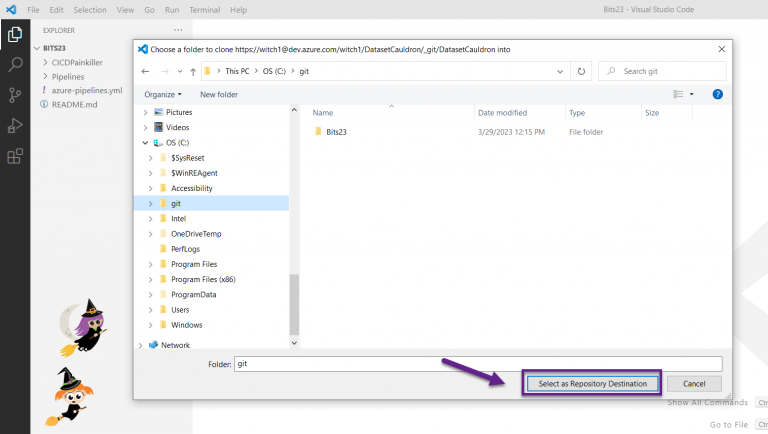 File Edit Selection View Go Run Terminal Help
Bits23 - Visual Studio Code
EXPLORER
BITS23
CICDPainkiller
Pipelines
azure-pipelines.yml
README.md
Choose a folder to clone https://witch1@dev.azure.com/witch1/DatasetCauldron/_git/DatasetCauldron into
This PC > OS (C:) > git
Search git
Organize
New folder
Pictures
Videos
OS (C:)
$SysReset
$WinREAgent
Accessibility
git
Intel
OneDriveTemp
PerfLogs
Program Files
Program Files (x86)
ProgramData
Users
Windows
Network
Name Date modified Type Size
Bits23 3/29/2023 12:15 PM File folder
Folder: git
Select as Repository Destination
Cancel
Show All Commands
Go to File